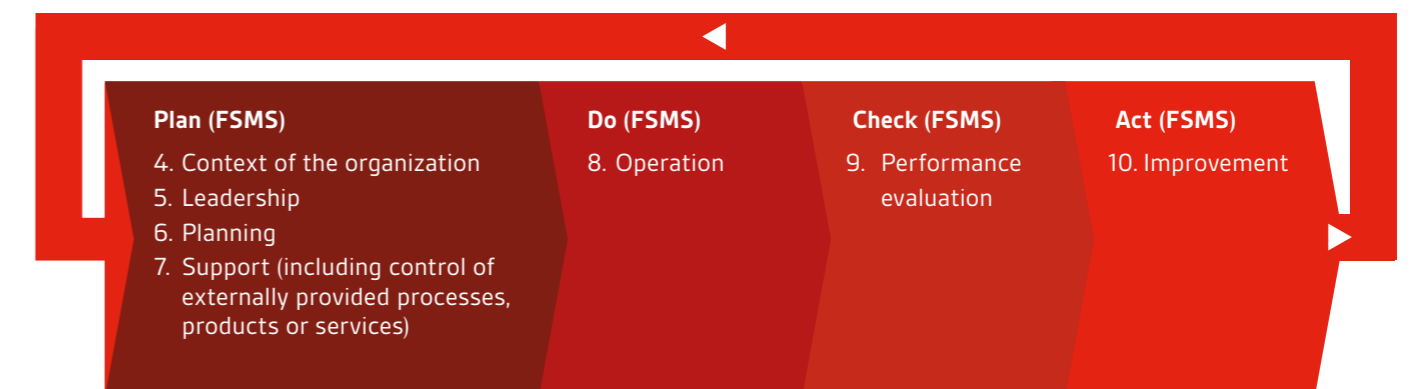 Plan (FSMS)
4. Context of the organization
5. Leadership
6. Planning
7. Support (including control of
externally provided processes,
products or services)
Do (FSMS)
8. Operation
Check (FSMS)
9. Performance
evaluation
Act (FSMS)
10. Improvement